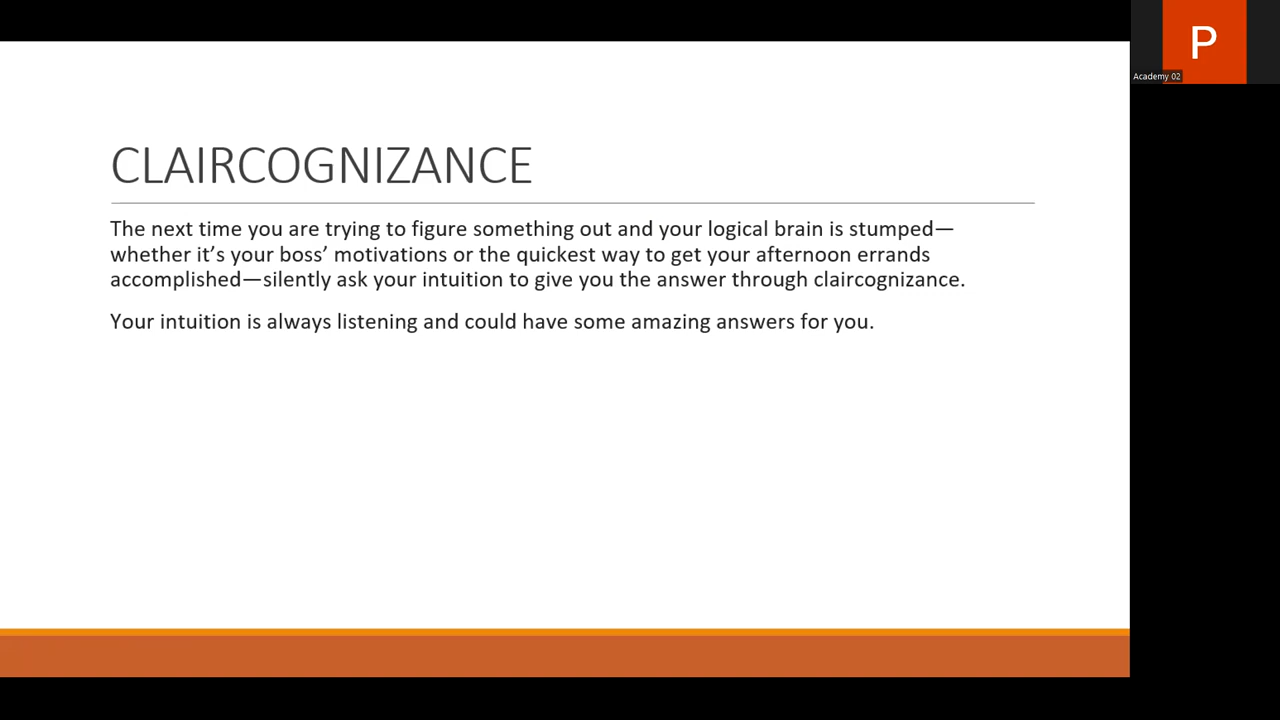 P
Academy 02
CLAIRCOGNIZANCE
The next time you are trying to figure something out and your logical brain is stumped—
whether it’s your boss’ motivations or the quickest way to get your afternoon errands
accomplished—silently ask your intuition to give you the answer through claircognizance.
Your intuition is always listening and could have some amazing answers for you.